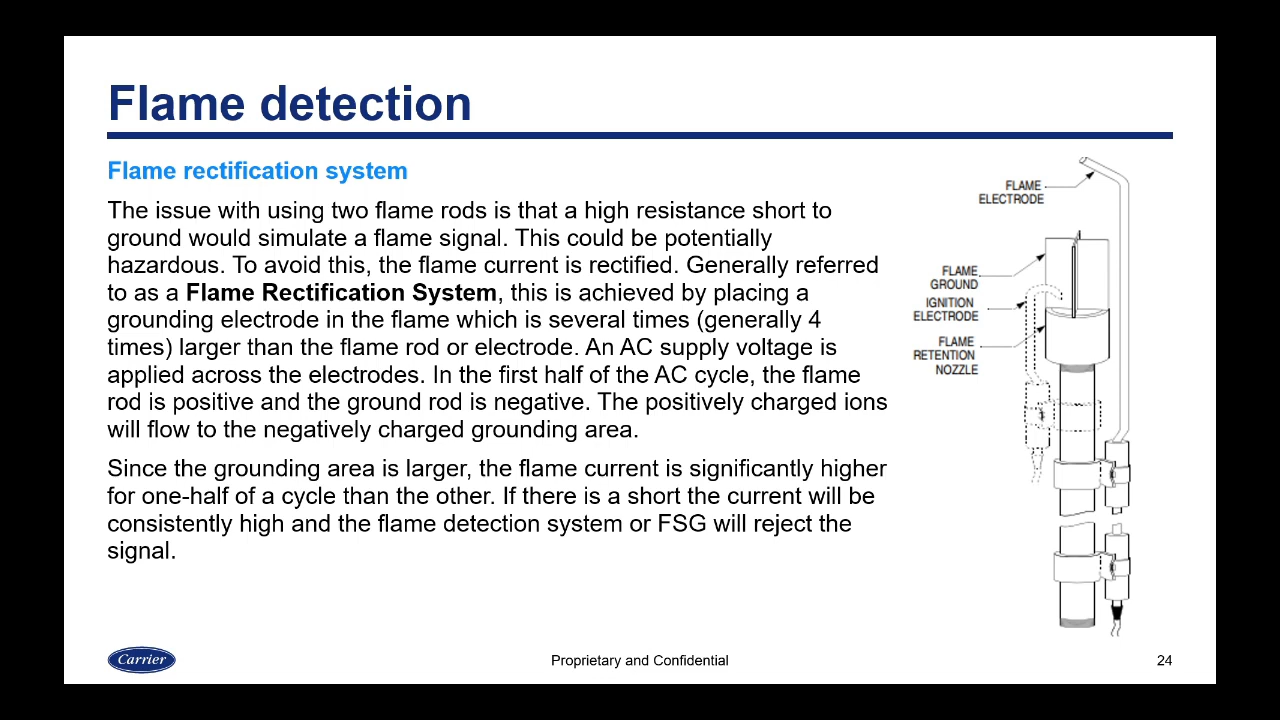 Flame detection
Flame rectification system
The issue with using two flame rods is that a high resistance short to
ground would simulate a flame signal. This could be potentially
hazardous. To avoid this, the flame current is rectified. Generally referred
to as a Flame Rectification System, this is achieved by placing a
grounding electrode in the flame which is several times (generally 4
times) larger than the flame rod or electrode. An AC supply voltage is
applied across the electrodes. In the first half of the AC cycle, the flame
rod is positive and the ground rod is negative. The positively charged ions
will flow to the negatively charged grounding area.
Since the grounding area is larger, the flame current is significantly higher
for one-half of a cycle than the other. If there is a short the current will be
consistently high and the flame detection system or FSG will reject the
signal.
FLAME
ELECTRODE
FLAME
GROUND
IGNITION
ELECTRODE
FLAME
RETENTION
NOZZLE
Carrier
Proprietary and Confidential
24